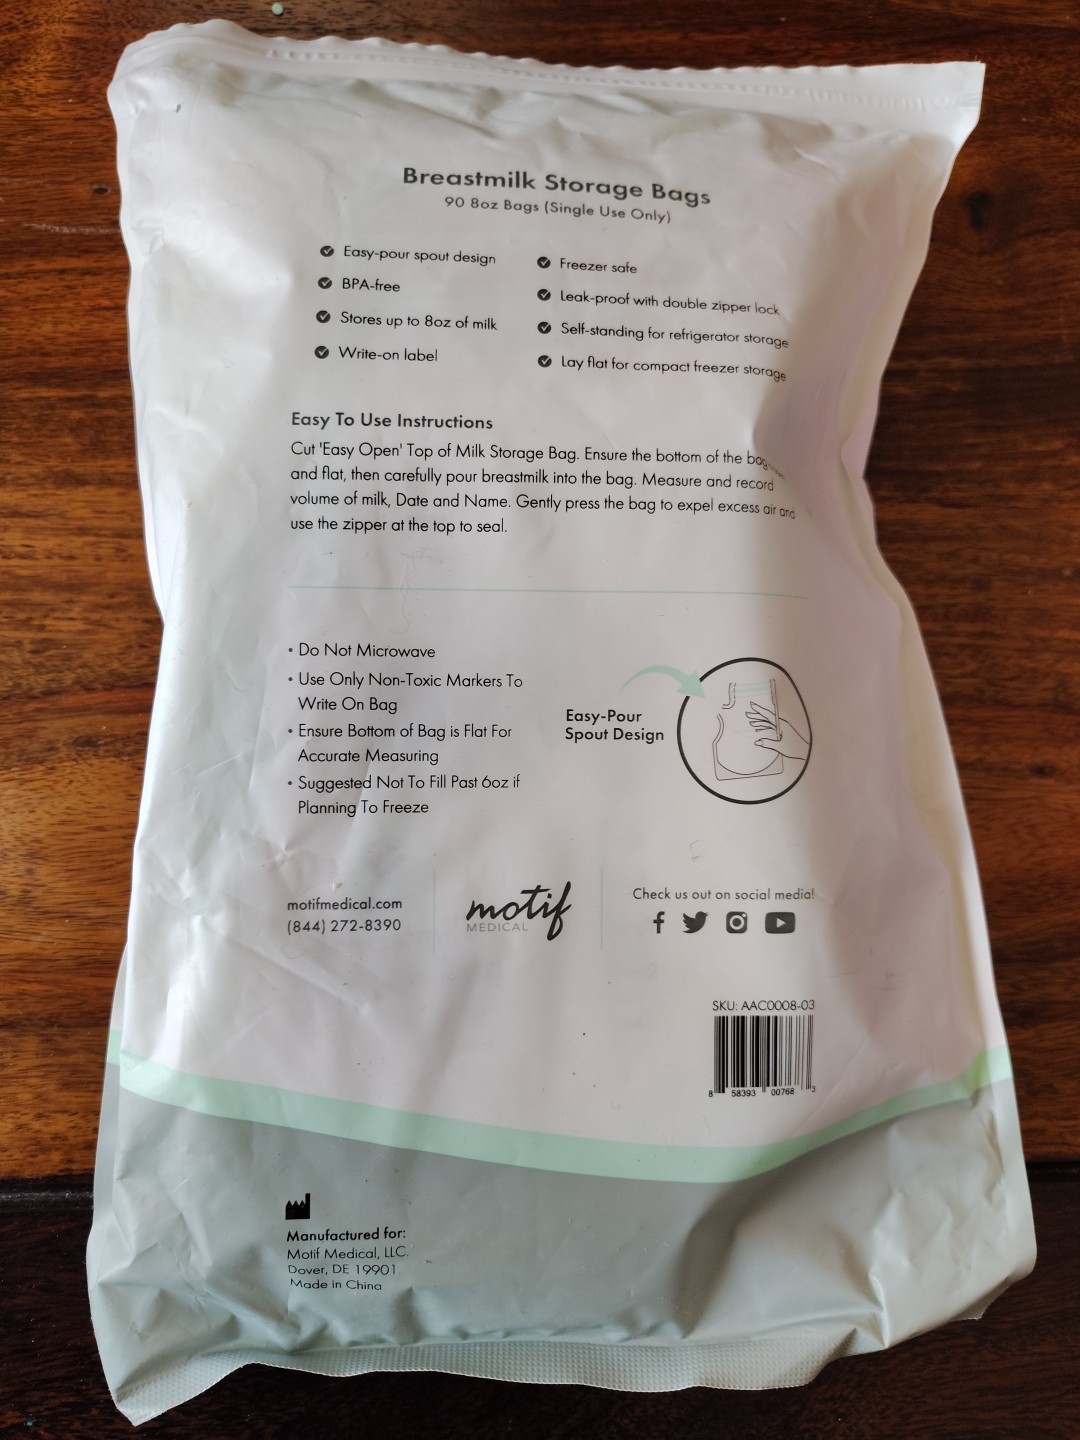 Breastmilk Storage Bags
90 8oz Bags (Single Use Only)
Easy-pour spout design
BPA-free
Stores up to 8oz of milk
Write-on label
Freezer safe
Leak-proof with double zipper lock
Self-standing for refrigerator storage
Lay flat for compact freezer storage
Easy To Use Instructions
Cut 'Easy Open' Top of Milk Storage Bag. Ensure the bottom of the bag
and flat, then carefully pour breastmilk into the bag. Measure and record
volume of milk, Date and Name. Gently press the bag to expel excess air and
use the zipper at the top to seal.
• Do Not Microwave
• Use Only Non-Toxic Markers To
Write On Bag
• Ensure Bottom of Bag is Flat For
Accurate Measuring
• Suggested Not To Fill Past 6oz if
Planning To Freeze
Easy-Pour
Spout Design
motifmedical.com
(844) 272-8390
motif
MEDICAL
Check us out on social media!
SKU: AAC0008-03
8 58393 00768 3
Manufactured for:
Motif Medical, LLC.
Dover, DE 19901
Made in China